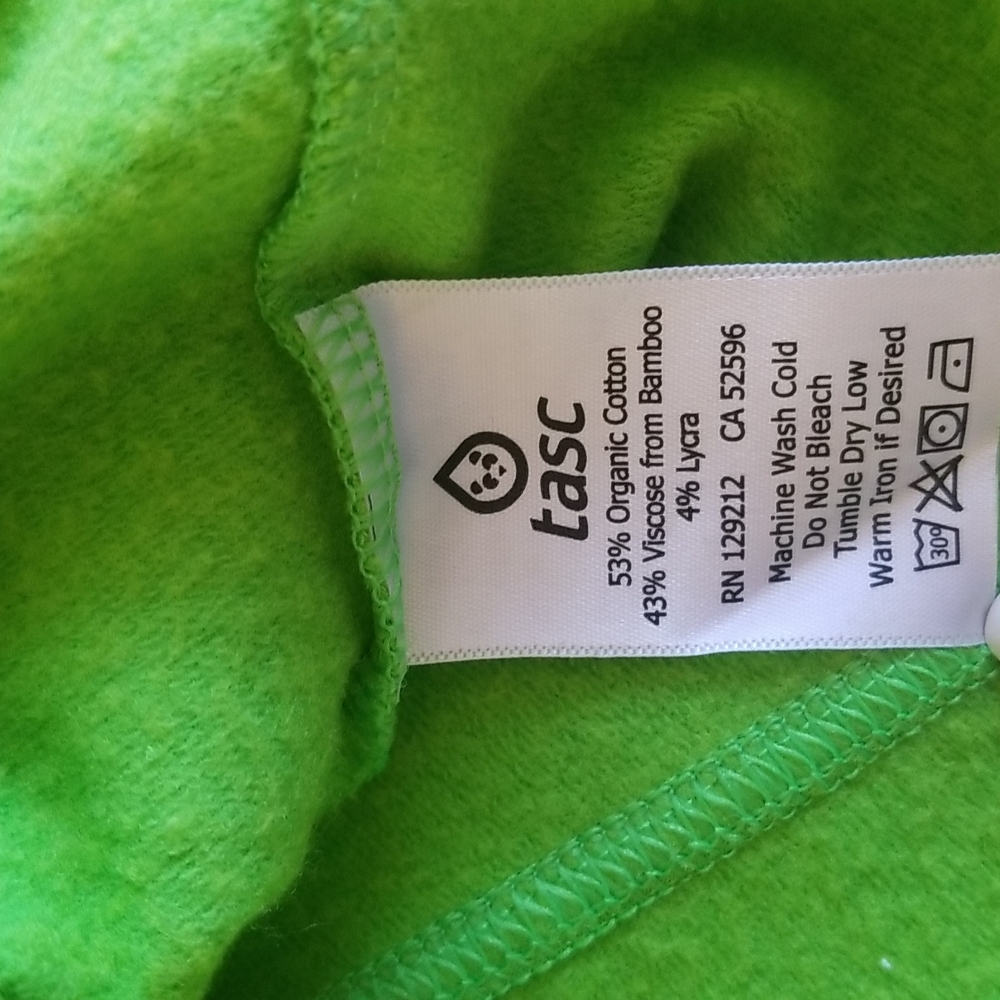 tasc
53% Organic Cotton
43% Viscose from Bamboo
4% Lycra
RN 129212 CA 52596
Machine Wash Cold
Do Not Bleach
Tumble Dry Low
Warm Iron if Desired
30°